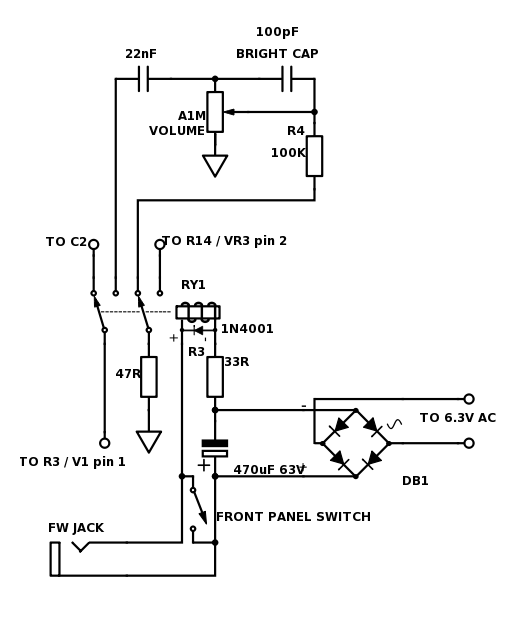 100pF
22nF
BRIGHT CAP
A1M
VOLUME
R4
100K
TO C2
TO R14 / VR3 pin 2
RY1
+
-
1N4001
R3
33R
47R
-
TO 6.3V AC
+
470uF 63V
+
DB1
TO R3 / V1 pin 1
FRONT PANEL SWITCH
FW JACK